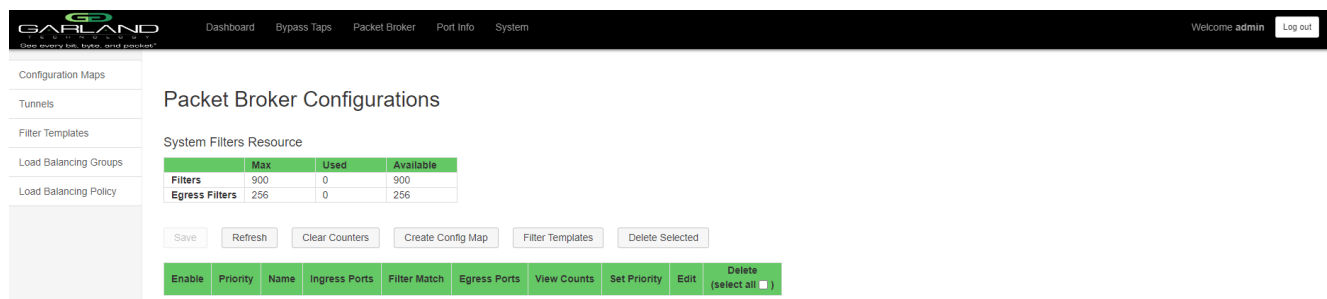 GARLAND
TECHNOLOGY
See every bit, byte, and packet
Dashboard Bypass Taps Packet Broker Port Info System Welcome admin Log out
Configuration Maps
Tunnels
Filter Templates
Load Balancing Groups
Load Balancing Policy
Packet Broker Configurations
System Filters Resource
Max Used Available
Filters 900 0 900
Egress Filters 256 0 256
Save Refresh Clear Counters Create Config Map Filter Templates Delete Selected
Enable Priority Name Ingress Ports Filter Match Egress Ports View Counts Set Priority Edit Delete
(select all )